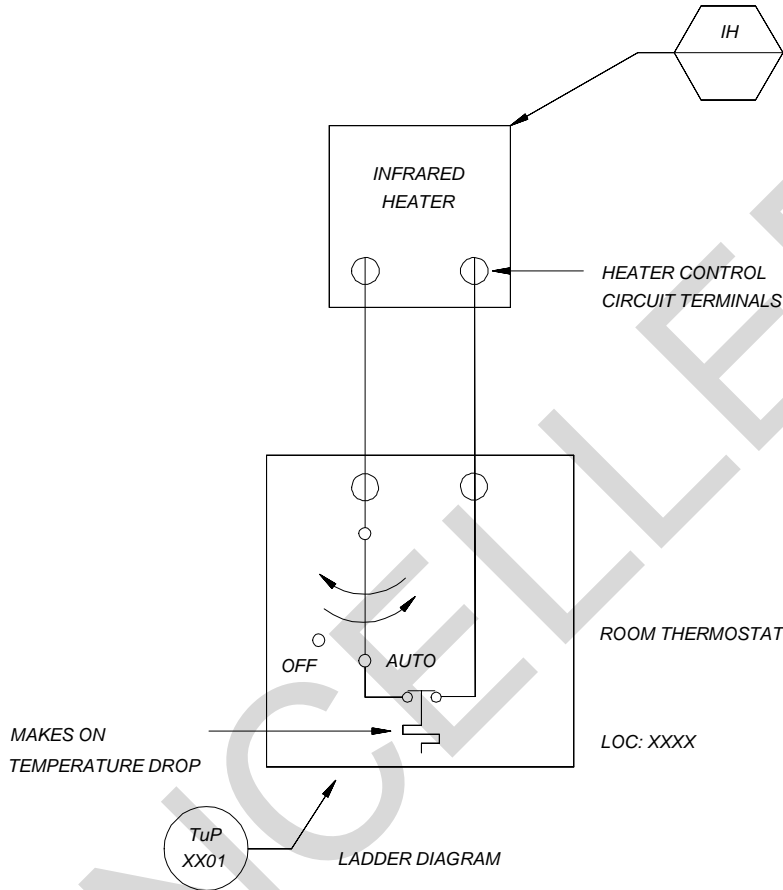 IH
INFRARED
HEATER
HEATER CONTROL
CIRCUIT TERMINALS
OFF
AUTO
ROOM THERMOSTAT
MAKES ON
TEMPERATURE DROP
LOC: XXXX
TuP
XX01
LADDER DIAGRAM
NCELLE